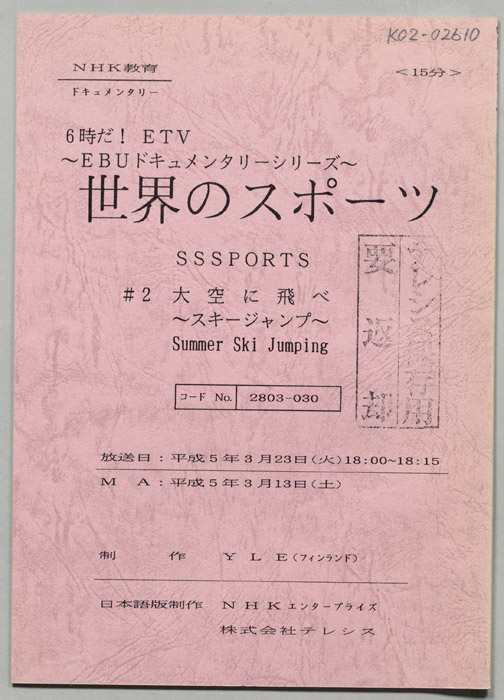 K02-02610
NHK教育
<15分>
ドキュメンタリー
6時だ! ETV
~EBUドキュメンタリーシリーズ~
世界のスポーツ
SSSPORTS
#2 大空に飛べ
~スキージャンプ~
Summer Ski Jumping
要返却
コード No. 2803-030
放送日:平成5年3月23日(火)18:00~18:15
MA:平成5年3月13日(土)
制作 YLE(フィンランド)
日本語版制作 NHKエンタープライズ
株式会社テレシス